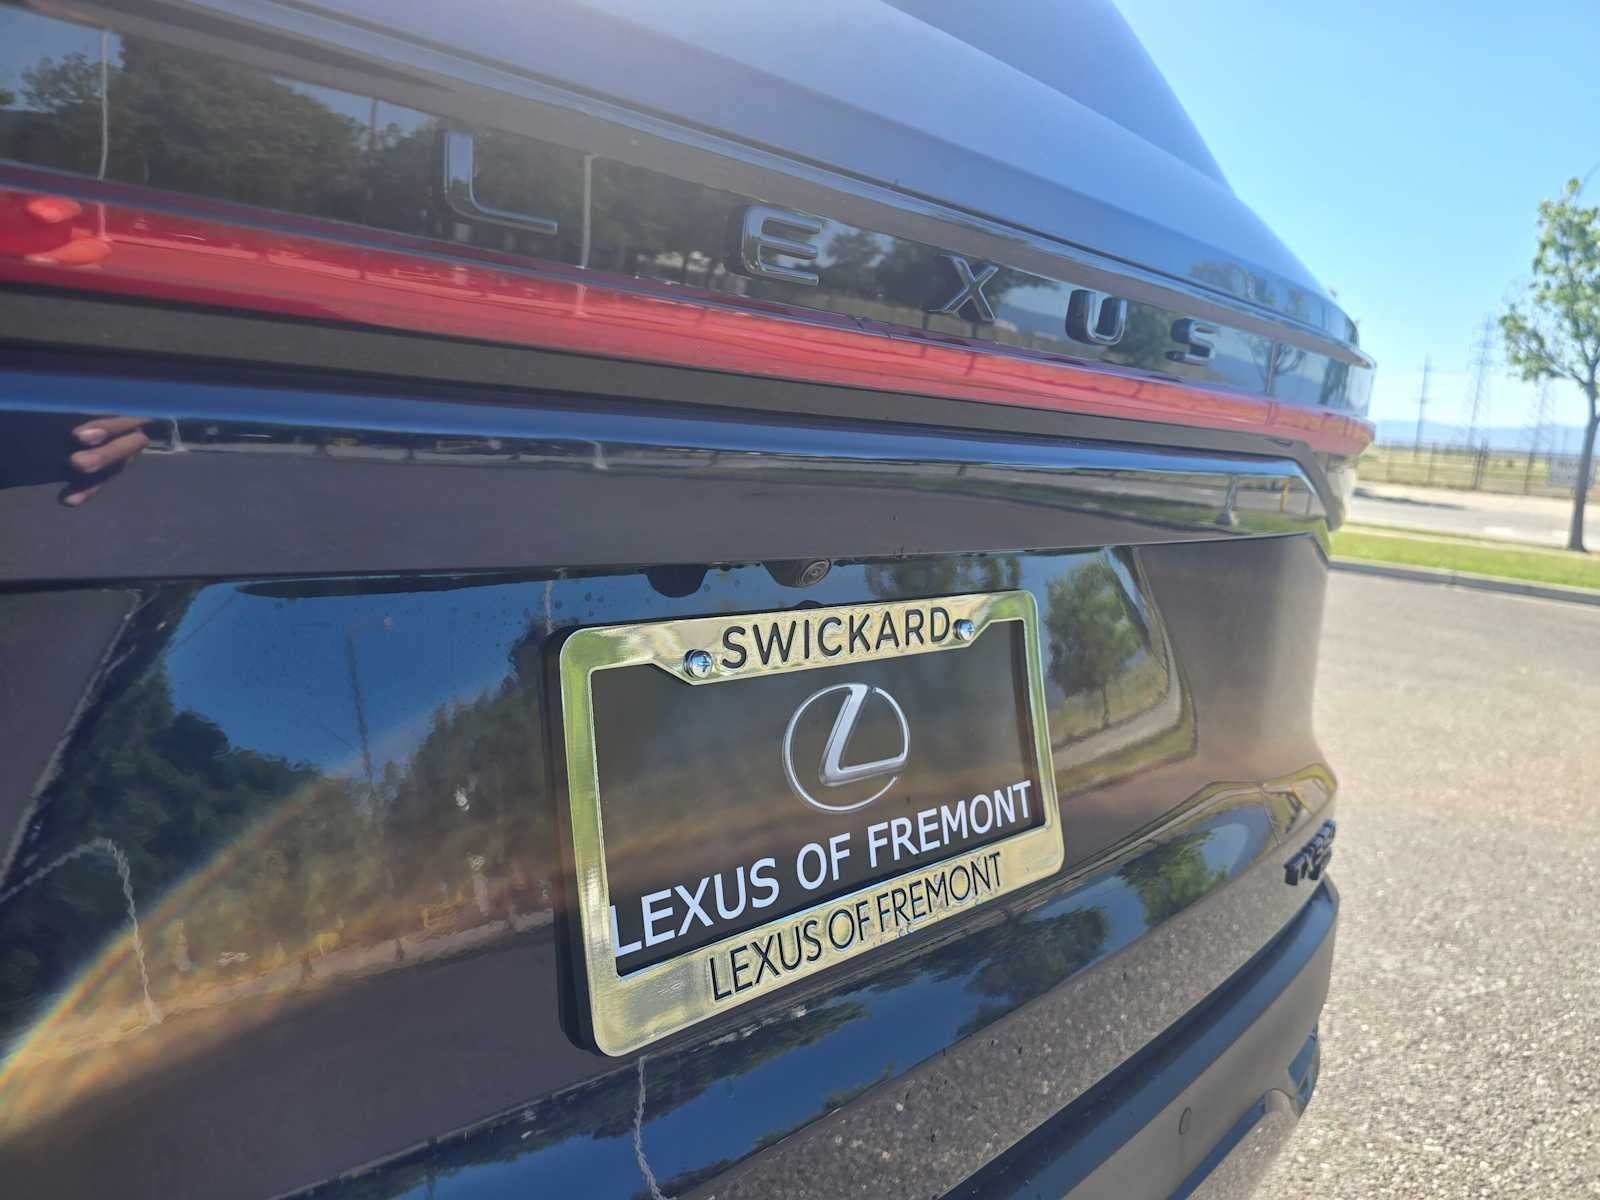 LEXUS
SWICKARD
LEXUS OF FREMONT
LEXUS OF FREMONT